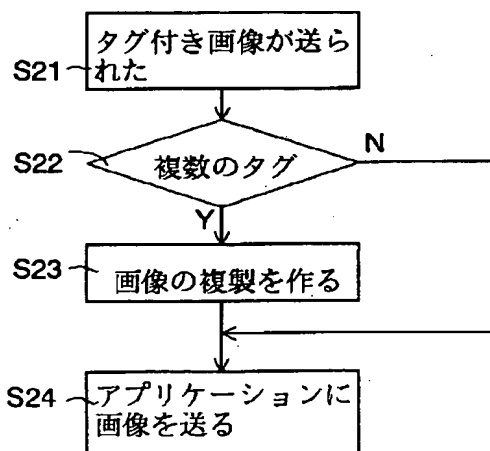 タグ付き画像が送ら
れた
S21
S22
複数のタグ
N
Y
S23
画像の複製を作る
S24
アプリケーションに
画像を送る